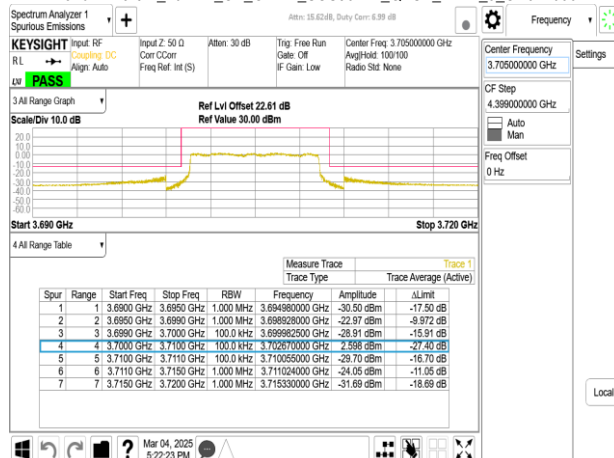 Spectrum Analyzer 1
Spurious Emissions
Attn: 15.62dB, Duty Corr: 6.99 dB
Frequency
KEYSIGHT
RL
LXI
PASS
Input: RF
Coupling: DC
Align: Auto
Input Z: 50 Ω
Corr CCorr
Freq Ref: Int (S)
Atten: 30 dB
Trig: Free Run
Gate: Off
IF Gain: Low
Center Freq: 3.705000000 GHz
Avg|Hold: 100/100
Radio Std: None
Center Frequency
3.705000000 GHz
Settings
CF Step
4.399000000 GHz
Auto
Man
Freq Offset
0 Hz
3 All Range Graph
Scale/Div 10.0 dB
Ref Lvl Offset 22.61 dB
Ref Value 30.00 dBm
20.0
10.0
0.00
-10.0
-20.0
-30.0
-40.0
-50.0
-60.0
Start 3.690 GHz
Stop 3.720 GHz
4 All Range Table
Measure Trace Trace 1
Trace Type Trace Average (Active)
Spur Range Start Freq Stop Freq RBW Frequency Amplitude ΔLimit
1 1 3.6900 GHz 3.6950 GHz 1.000 MHz 3.694980000 GHz -30.50 dBm -17.50 dB
2 2 3.6950 GHz 3.6990 GHz 1.000 MHz 3.698928000 GHz -22.97 dBm -9.972 dB
3 3 3.6990 GHz 3.7000 GHz 100.0 kHz 3.699982500 GHz -28.91 dBm -15.91 dB
4 4 3.7000 GHz 3.7100 GHz 100.0 kHz 3.702670000 GHz 2.598 dBm -27.40 dB
5 5 3.7100 GHz 3.7110 GHz 100.0 kHz 3.710055000 GHz -29.70 dBm -16.70 dB
6 6 3.7110 GHz 3.7150 GHz 1.000 MHz 3.711024000 GHz -24.05 dBm -11.05 dB
7 7 3.7150 GHz 3.7200 GHz 1.000 MHz 3.715330000 GHz -31.69 dBm -18.69 dB
Local
Mar 04, 2025
5:22:23 PM